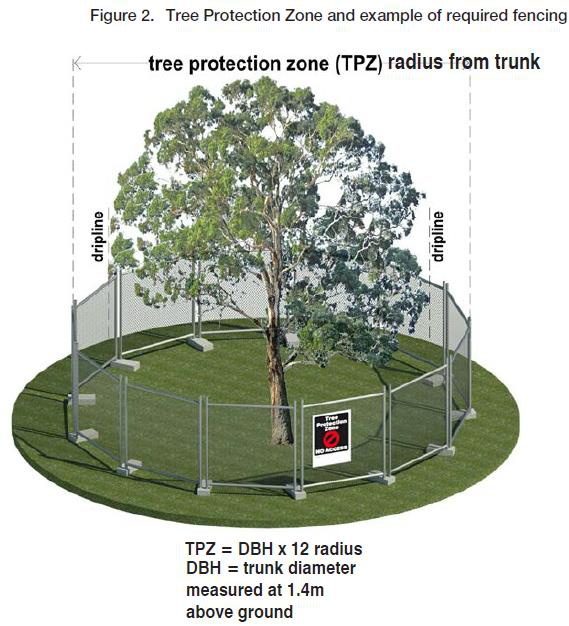 Figure 2. Tree Protection Zone and example of required fencing
tree protection zone (TPZ) radius from trunk
dripline
dripline
Tree
Protection
Zone
NO ACCESS
TPZ = DBH x 12 radius
DBH = trunk diameter
measured at 1.4m
above ground